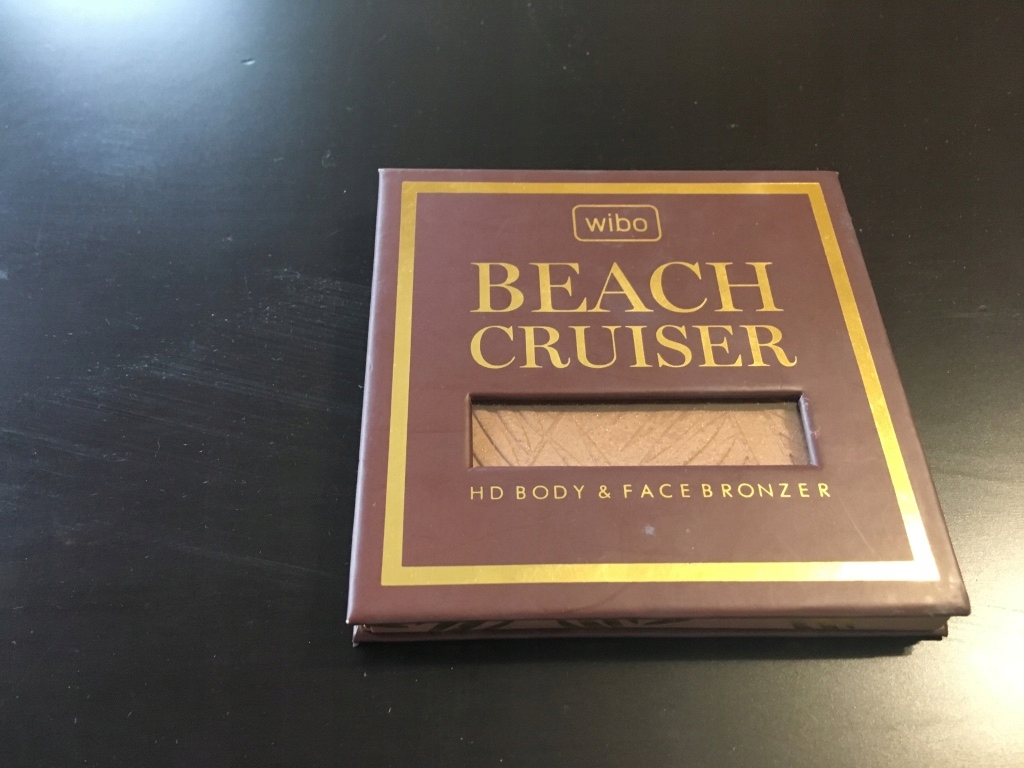 wibo
BEACH
CRUISER
HD BODY & FACE BRONZER